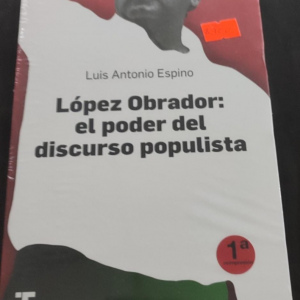 Luis Antonio Espino
López Obrador:
el poder del
discurso populista
1ª